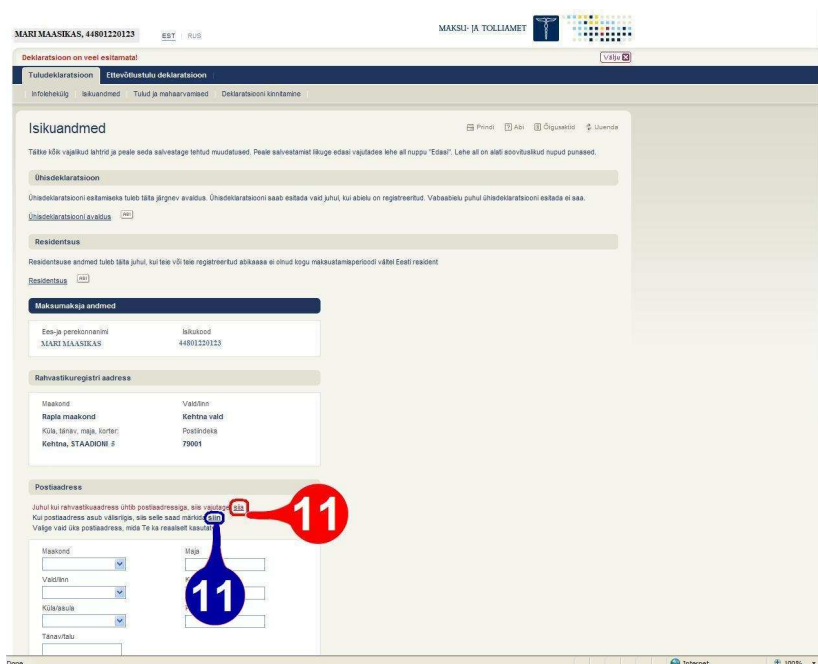 MARI MAASIKAS, 44801220123
EST | RUS
MAKSU- JA TOLLIAMET
Deklaratsioon on veel esitamata!
Välju
Tuludeklaratsioon Ettevõtlustulu deklaratsioon
Infolehekülg Isikuandmed Tulud ja mahaarvamised Deklaratsiooni kinnitamine
Isikuandmed
Prindi Abi Õigusaktid Uuenda
Täitke kõik vajalikud lahtrid ja peale seda salvestage tehtud muudatused. Peale salvestamist liikuge edasi vajutades lehe all nuppu "Edasi". Lehe all on alati soovituslikud nupud punased.
Ühisdeklaratsioon
Ühisdeklaratsiooni esitamiseks tuleb täita järgnev avaldus. Ühisdeklaratsiooni saab esitada vaid juhul, kui abielu on registreeritud. Vabaabielu puhul ühisdeklaratsiooni esitada ei saa.
Ühisdeklaratsiooni avaldus ABI
Residentsus
Residentsuse andmed tuleb täita juhul, kui teie või teie registreeritud abikaasa ei olnud kogu maksustamisperioodi vältel Eesti resident
Residentsus ABI
Maksumaksja andmed
Ees-ja perekonnanimi Isikukood
MARI MAASIKAS 44801220123
Rahvastikuregistri aadress
Maakond Vald/linn
Rapla maakond Kehtna vald
Küla, tänav, maja, korter: Postiindeks
Kehtna, STAADIONI 5 79001
Postiaadress
Juhul kui rahvastikuaadress ühtib postiaadressiga, siis vajutage siia
Kui postiaadress asub välisriigis, siis selle saad märkida siin
Valige vaid üks postiaadress, mida Te ka reaalselt kasutate
11
Maakond Maja
Vald/linn
11
Küla/asula
Tänav/talu
Done
Internet 100%